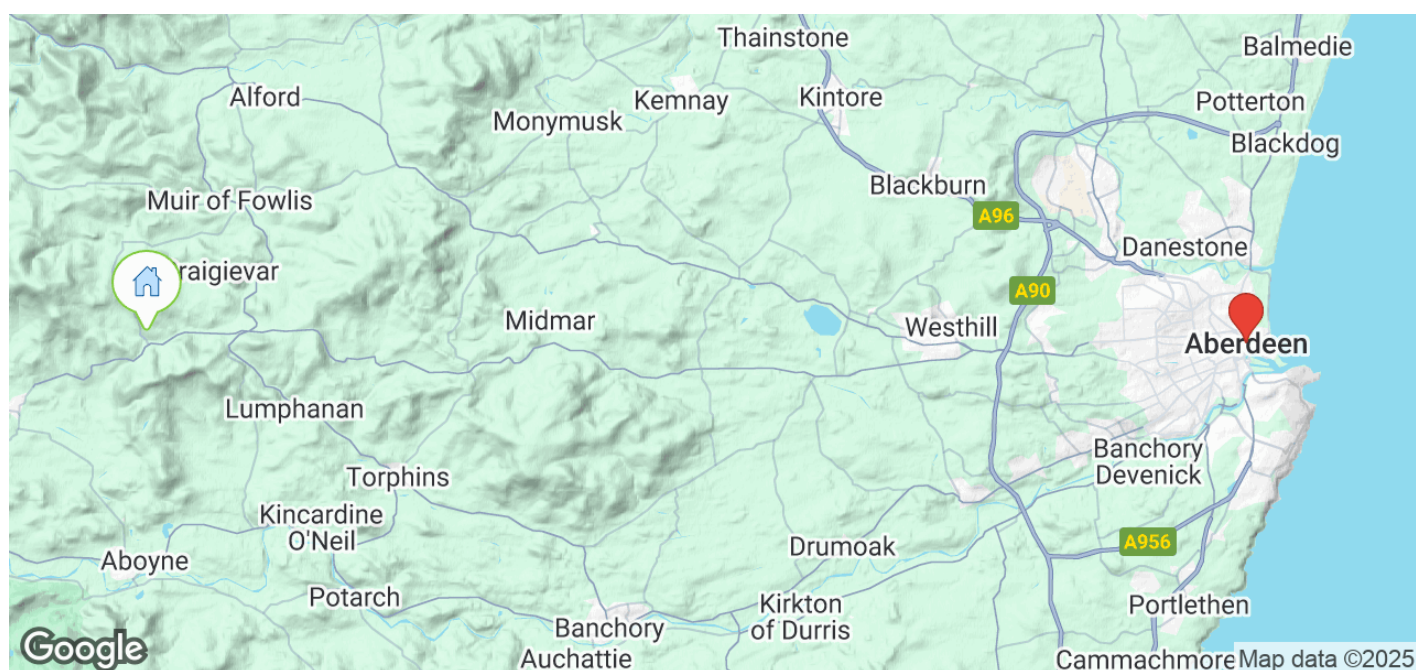 Thainstone
Balmedie
Alford
Kemnay
Kintore
Potterton
Monymusk
Blackdog
Muir of Fowlis
Blackburn
A96
Danestone
raigievar
A90
Midmar
Westhill
Aberdeen
Lumphanan
Banchory
Devenick
Torphins
Kincardine
O'Neil
Drumoak
A956
Aboyne
Potarch
Kirkton
of Durris
Portlethen
Banchory
Auchattie
Cammachmore
Google
Map data ©2025